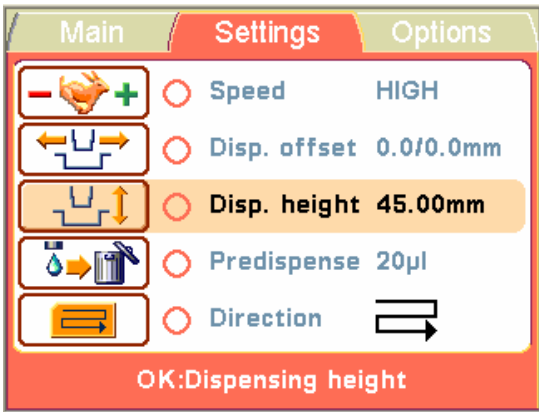 Main Settings Options
Speed HIGH
Disp. offset 0.0/0.0mm
Disp. height 45.00mm
Predispense 20µl
Direction
OK:Dispensing height